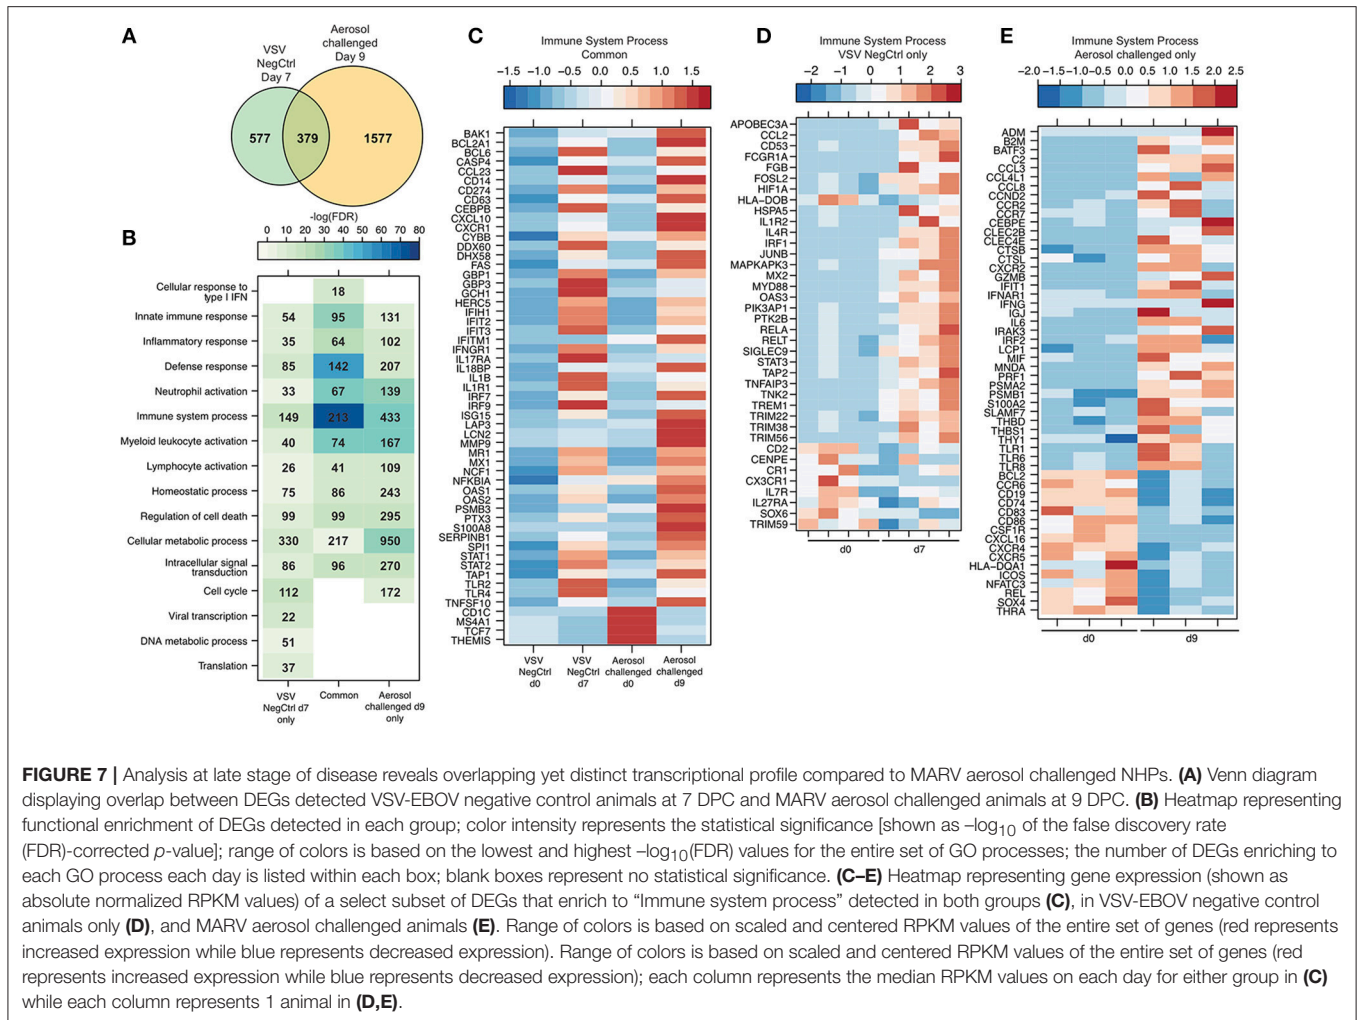 A
VSV
NegCtrl
Day 7
Aerosol
challenged
Day 9
577
379
1577
B
-log(FDR)
0 10 20 30 40 50 60 70 80
Cellular response to
type I IFN
18
Innate immune response 54 95 131
Inflammatory response 35 64 102
Defense response 85 142 207
Neutrophil activation 33 67 139
Immune system process 149 213 433
Myeloid leukocyte activation 40 74 167
Lymphocyte activation 26 41 109
Homeostatic process 75 86 243
Regulation of cell death 99 99 295
Cellular metabolic process 330 217 950
Intracellular signal
transduction
86 96 270
Cell cycle 112 172
Viral transcription 22
DNA metabolic process 51
Translation 37
VSV
NegCtrl d7
only
Common
Aerosol
challenged d9
only
C
Immune System Process
Common
−1.5 −1.0 −0.5 0.0 0.5 1.0 1.5
BAK1
BCL2A1
BCL6
CASP4
CCL23
CD14
CD274
CD63
CEBPB
CXCL10
CXCR1
CYBB
DDX60
DHX58
FAS
GBP1
GBP3
GCH1
HERC5
IFIH1
IFIT2
IFIT3
IFITM1
IFNGR1
IL17RA
IL18BP
IL1B
IL1R1
IRF7
IRF9
ISG15
LAP3
LCN2
MMP9
MR1
MX1
NCF1
NFKBIA
OAS1
OAS2
PSMB3
PTX3
S100A8
SERPINB1
SPI1
STAT1
STAT2
TAP1
TLR2
TLR4
TNFSF10
CD1C
MS4A1
TCF7
THEMIS
VSV
NegCtrl
d0
VSV
NegCtrl
d7
Aerosol
challenged
d0
Aerosol
challenged
d9
D
Immune System Process
VSV NegCtrl only
−2 −1 0 1 2 3
APOBEC3A
CCL2
CD53
FCGR1A
FGB
FOSL2
HIF1A
HLA−DOB
HSPA5
IL1R2
IL4R
IRF1
JUNB
MAPKAPK3
MX2
MYD88
OAS3
PIK3AP1
PTK2B
RELA
RELT
SIGLEC9
STAT3
TAP2
TNFAIP3
TNK2
TREM1
TRIM22
TRIM38
TRIM56
CD2
CENPE
CR1
CX3CR1
IL7R
IL27RA
SOX6
TRIM59
d0
d7
E
Immune System Process
Aerosol challenged only
−2.0 −1.5 −1.0 −0.5 0.0 0.5 1.0 1.5 2.0 2.5
ADM
B2M
BATF3
C2
CCL3
CCL4L1
CCL8
CCND2
CCR2
CCR7
CEBPE
CLEC2B
CLEC4E
CTSB
CTSL
CXCR2
GZMB
IFIT1
IFNAR1
IFNG
IGJ
IL6
IRAK3
IRF2
LCP1
MIF
MNDA
PRF1
PSMA2
PSMB1
S100A2
SLAMF7
THBD
THBS1
THY1
TLR1
TLR6
TLR8
BCL2
CCR6
CD19
CD74
CD83
CD86
CSF1R
CXCL16
CXCR4
CXCR5
HLA−DQA1
ICOS
NFATC3
REL
SOX4
THRA
d0
d9
FIGURE 7 | Analysis at late stage of disease reveals overlapping yet distinct transcriptional profile compared to MARV aerosol challenged NHPs. (A) Venn diagram
displaying overlap between DEGs detected VSV-EBOV negative control animals at 7 DPC and MARV aerosol challenged animals at 9 DPC. (B) Heatmap representing
functional enrichment of DEGs detected in each group; color intensity represents the statistical significance [shown as –log10 of the false discovery rate
(FDR)-corrected p-value]; range of colors is based on the lowest and highest –log10(FDR) values for the entire set of GO processes; the number of DEGs enriching to
each GO process each day is listed within each box; blank boxes represent no statistical significance. (C–E) Heatmap representing gene expression (shown as
absolute normalized RPKM values) of a select subset of DEGs that enrich to “Immune system process” detected in both groups (C), in VSV-EBOV negative control
animals only (D), and MARV aerosol challenged animals (E). Range of colors is based on scaled and centered RPKM values of the entire set of genes (red represents
increased expression while blue represents decreased expression). Range of colors is based on scaled and centered RPKM values of the entire set of genes (red
represents increased expression while blue represents decreased expression); each column represents the median RPKM values on each day for either group in (C)
while each column represents 1 animal in (D,E).